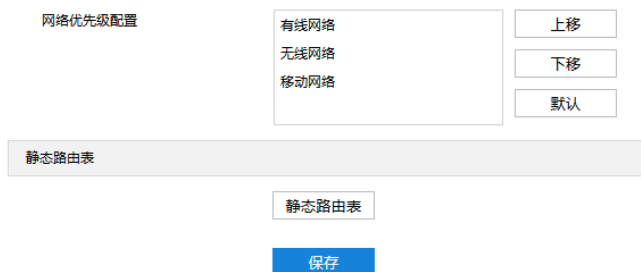 网络优先级配置
有线网络
无线网络
移动网络
上移
下移
默认
静态路由表
静态路由表
保存